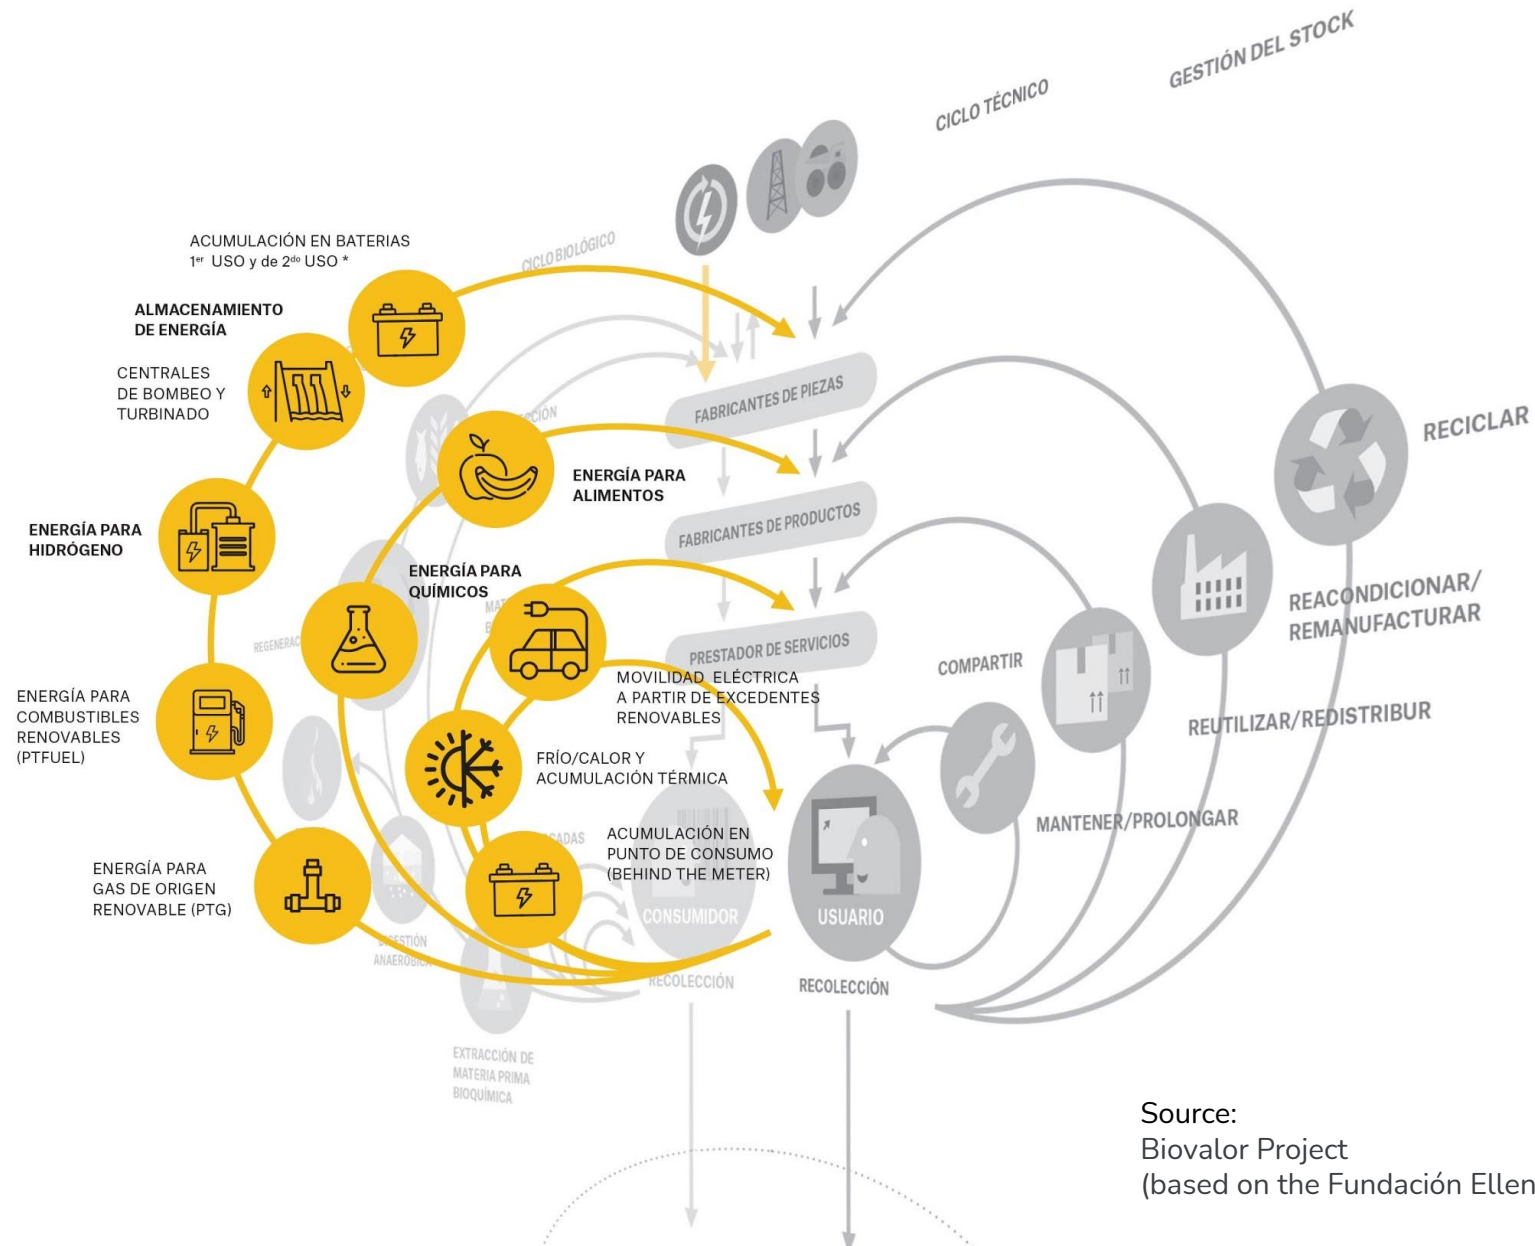 GESTIÓN DEL STOCK
CICLO TÉCNICO
CICLO BIOLÓGICO
ACUMULACIÓN EN BATERIAS
1er USO y de 2do USO *
ALMACENAMIENTO
DE ENERGÍA
CENTRALES
DE BOMBEO Y
TURBINADO
FABRICANTES DE PIEZAS
RECICLAR
ENERGÍA PARA
ALIMENTOS
FABRICANTES DE PRODUCTOS
ENERGÍA PARA
HIDRÓGENO
ENERGÍA PARA
QUÍMICOS
REACONDICIONAR/
REMANUFACTURAR
PRESTADOR DE SERVICIOS
COMPARTIR
MOVILIDAD ELÉCTRICA
A PARTIR DE EXCEDENTES
RENOVABLES
REUTILIZAR/REDISTRIBUR
ENERGÍA PARA
COMBUSTIBLES
RENOVABLES
(PTFUEL)
FRÍO/CALOR Y
ACUMULACIÓN TÉRMICA
MANTENER/PROLONGAR
ACUMULACIÓN EN
PUNTO DE CONSUMO
(BEHIND THE METER)
ENERGÍA PARA
GAS DE ORIGEN
RENOVABLE (PTG)
CONSUMIDOR
USUARIO
DIGESTIÓN
ANAERÓBICA
RECOLECCIÓN
RECOLECCIÓN
EXTRACCIÓN DE
MATERIA PRIMA
BIOQUÍMICA
Source:
Biovalor Project
(based on the Fundación Ellen